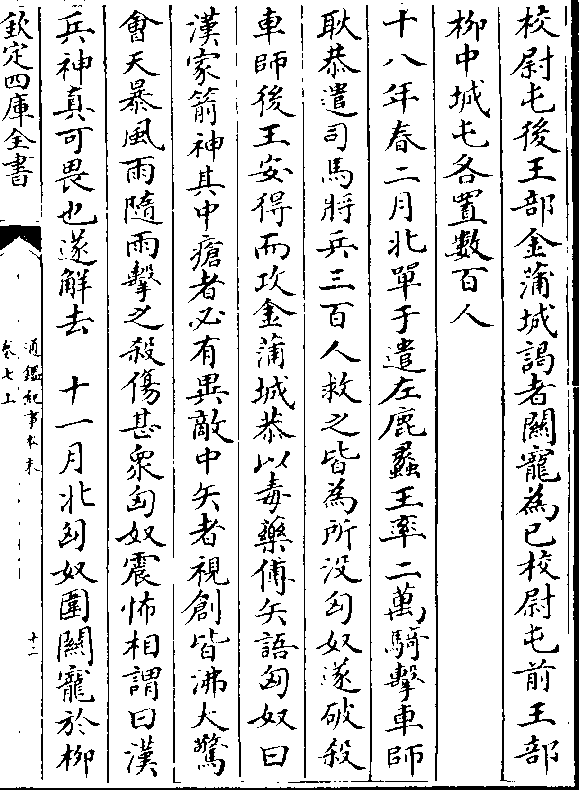 校尉屯後王部金蒲城謁者關寵為已校尉屯前王部
柳中城屯各置數百人
十八年春二月北單于遣左鹿蠡王率二萬騎擊車師
耿恭遣司馬將兵三百人救之皆為所没匈奴遂破殺
車師後王安得而攻金蒲城恭以毒藥傅矢語匈奴曰
漢家箭神其中瘡者必有異敵中矢者視創皆沸大驚
會天暴風雨隨雨擊之殺傷甚衆匈奴震怖相謂曰漢
兵神真可畏也遂解去　十一月北匈奴圍關寵於柳
欽定四庫全書
通鑑紀事本末
卷七上
十二